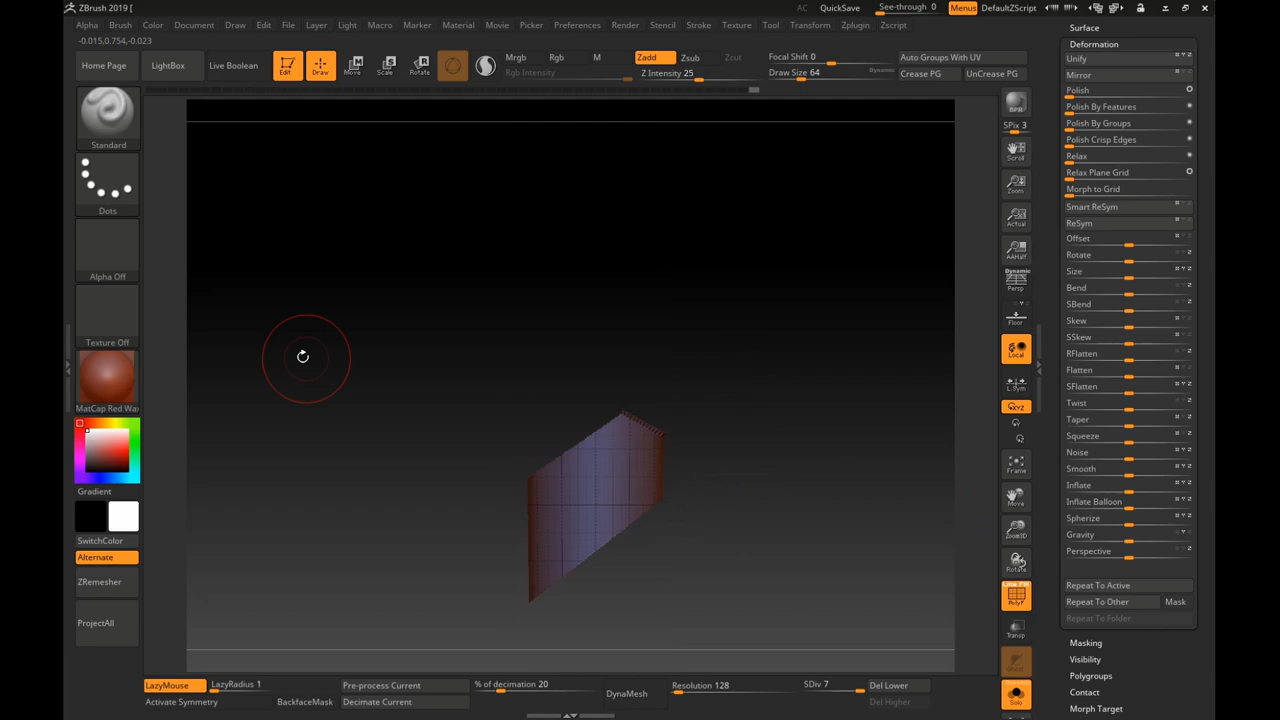 ZBrush 2019 [
AC QuickSave See-through 0 Menus DefaultZScript
Alpha Brush Color Document Draw Edit File Layer Light Macro Marker Material Movie Picker Preferences Render Stencil Stroke Texture Tool Transform Zplugin Zscript
-0.015,0.754,-0.023
Home Page LightBox Live Boolean Edit Draw Move Scale Rotate
Mrgb Rgb M Zadd Zsub Zcut Focal Shift 0 Auto Groups With UV
Rgb Intensity Z Intensity 25 Draw Size 64 Dynamic Crease PG UnCrease PG
Standard
Dots
Alpha Off
Texture Off
MatCap Red Wax
Gradient
SwitchColor
Alternate
ZRemesher
ProjectAll
BPR
SPix 3
Scroll
Zoom
Actual
AAHalf
Dynamic
Persp
Floor
Local
L.Sym
XYZ
Frame
Move
Zoom3D
Rotate
Line Fill
PolyF
Transp
Solo
Surface
Deformation
Unify
Mirror
Polish
Polish By Features
Polish By Groups
Polish Crisp Edges
Relax
Relax Plane Grid
Morph to Grid
Smart ReSym
ReSym
Offset
Rotate
Size
Bend
SBend
Skew
SSkew
RFlatten
Flatten
SFlatten
Twist
Taper
Squeeze
Noise
Smooth
Inflate
Inflate Balloon
Spherize
Gravity
Perspective
Repeat To Active
Repeat To Other Mask
Repeat To Folder
Masking
Visibility
Polygroups
Contact
Morph Target
LazyMouse LazyRadius 1 Pre-process Current % of decimation 20 DynaMesh Resolution 128 SDiv 7 Del Lower
Activate Symmetry BackfaceMask Decimate Current Del Higher